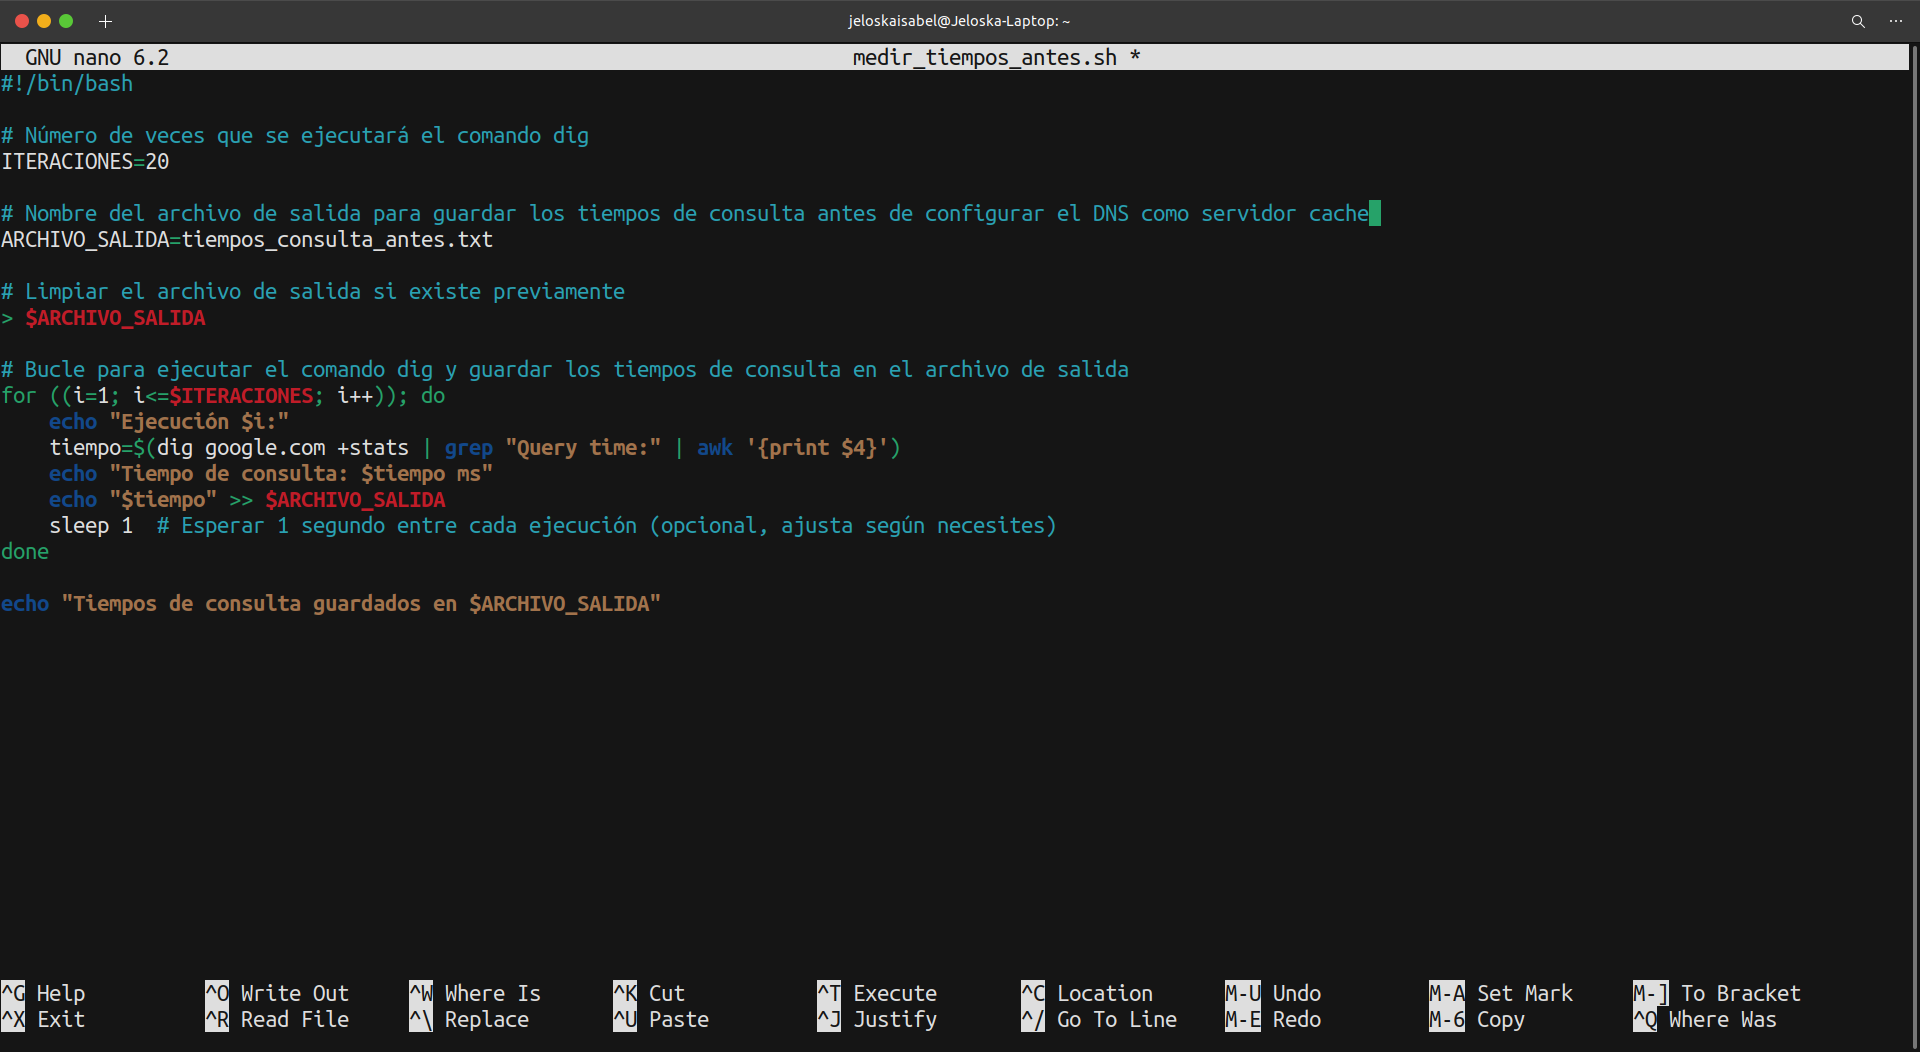 jeloskaisabel@Jeloska-Laptop: ~
GNU nano 6.2 medir_tiempos_antes.sh *
#!/bin/bash
# Número de veces que se ejecutará el comando dig
ITERACIONES=20
# Nombre del archivo de salida para guardar los tiempos de consulta antes de configurar el DNS como servidor cache
ARCHIVO_SALIDA=tiempos_consulta_antes.txt
# Limpiar el archivo de salida si existe previamente
> $ARCHIVO_SALIDA
# Bucle para ejecutar el comando dig y guardar los tiempos de consulta en el archivo de salida
for ((i=1; i<=$ITERACIONES; i++)); do
    echo "Ejecución $i:"
    tiempo=$(dig google.com +stats | grep "Query time:" | awk '{print $4}')
    echo "Tiempo de consulta: $tiempo ms"
    echo "$tiempo" >> $ARCHIVO_SALIDA
    sleep 1  # Esperar 1 segundo entre cada ejecución (opcional, ajusta según necesites)
done
echo "Tiempos de consulta guardados en $ARCHIVO_SALIDA"
^G Help ^O Write Out ^W Where Is ^K Cut ^T Execute ^C Location M-U Undo M-A Set Mark M-] To Bracket
^X Exit ^R Read File ^\ Replace ^U Paste ^J Justify ^/ Go To Line M-E Redo M-6 Copy ^Q Where Was